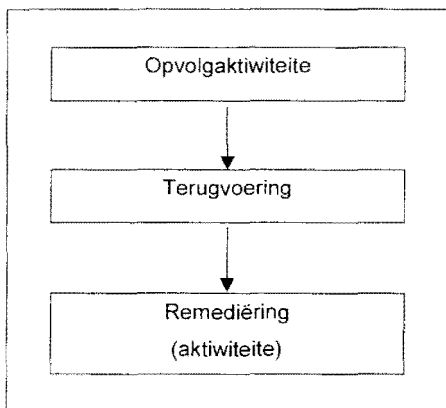 Opvolgaktiwiteite
Terugvoering
Remediëring
(aktiwiteite)